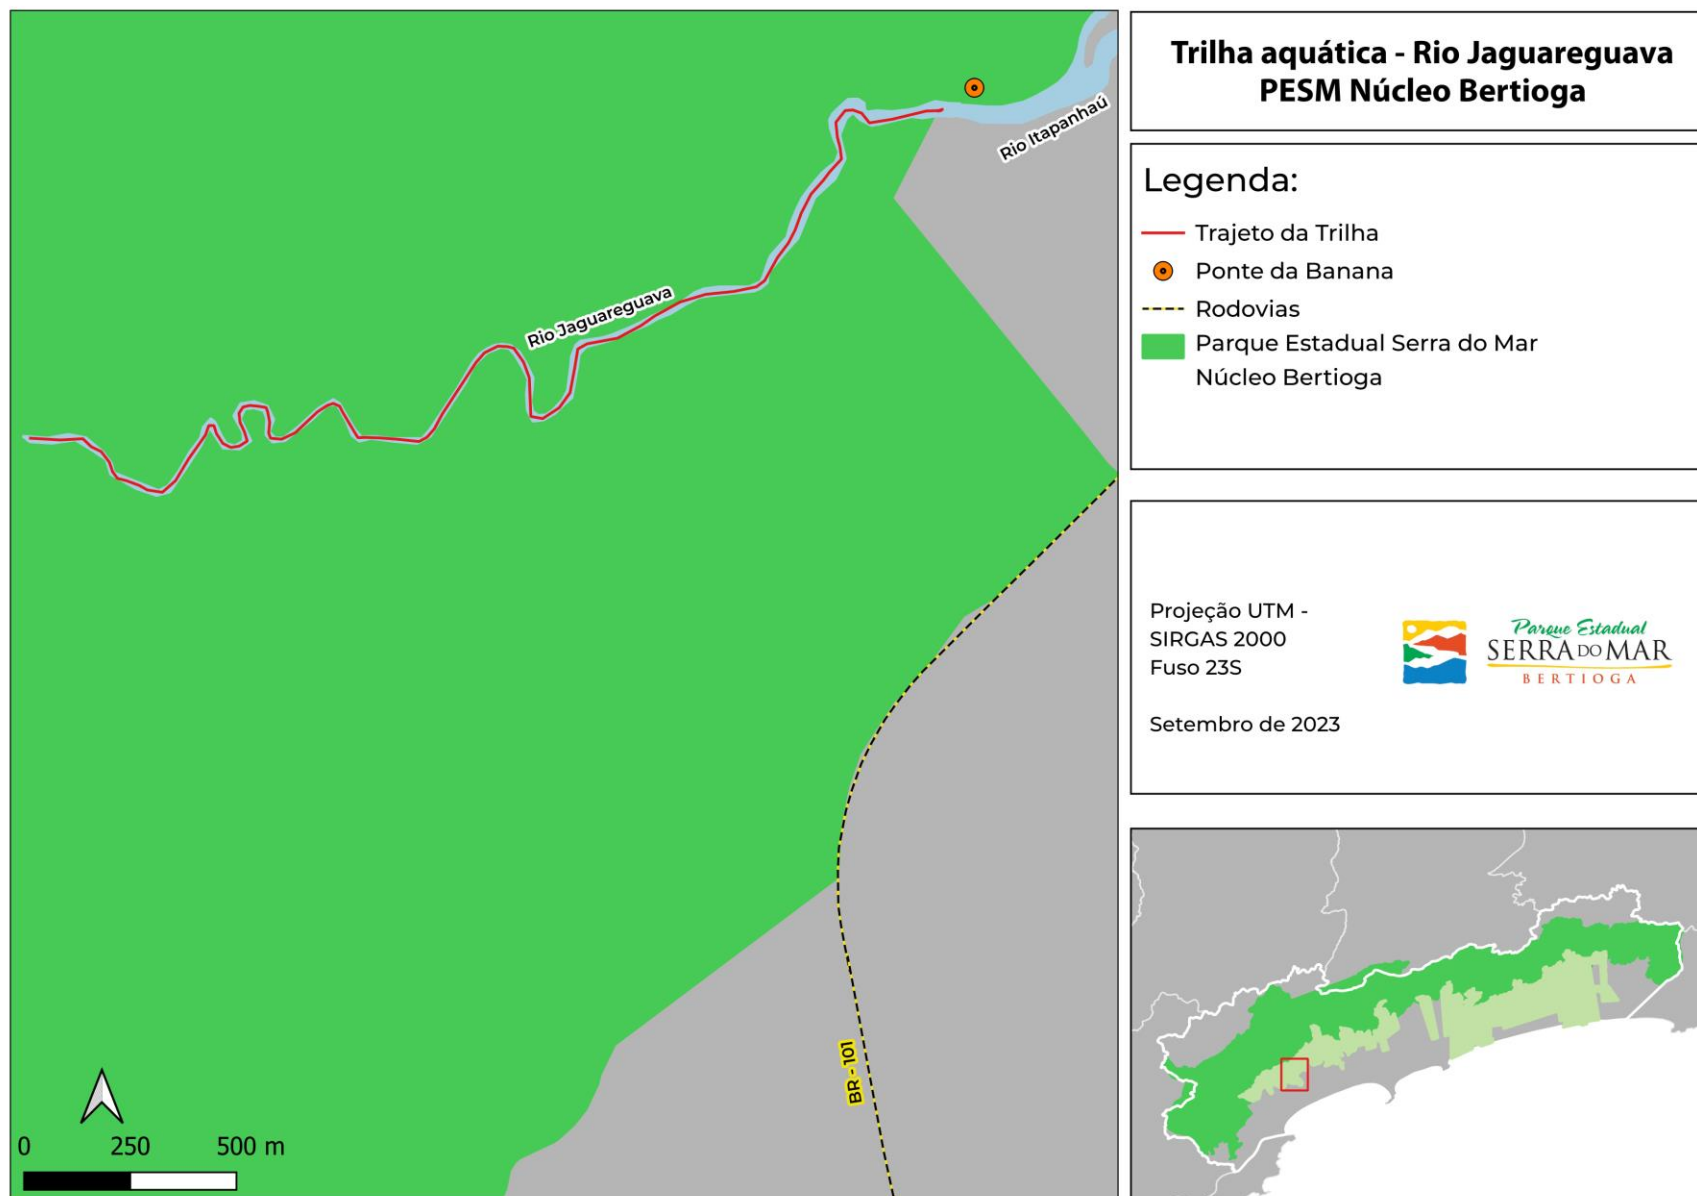 Trilha aquática - Rio Jaguareguava
PESM Núcleo Bertioga
Legenda:
Trajeto da Trilha
Ponte da Banana
Rodovias
Parque Estadual Serra do Mar
Núcleo Bertioga
Rio Itapanhaú
Rio Jaguareguava
BR - 101
0 250 500 m
Projeção UTM -
SIRGAS 2000
Fuso 23S
Setembro de 2023
Parque Estadual
SERRA DO MAR
BERTIOGA